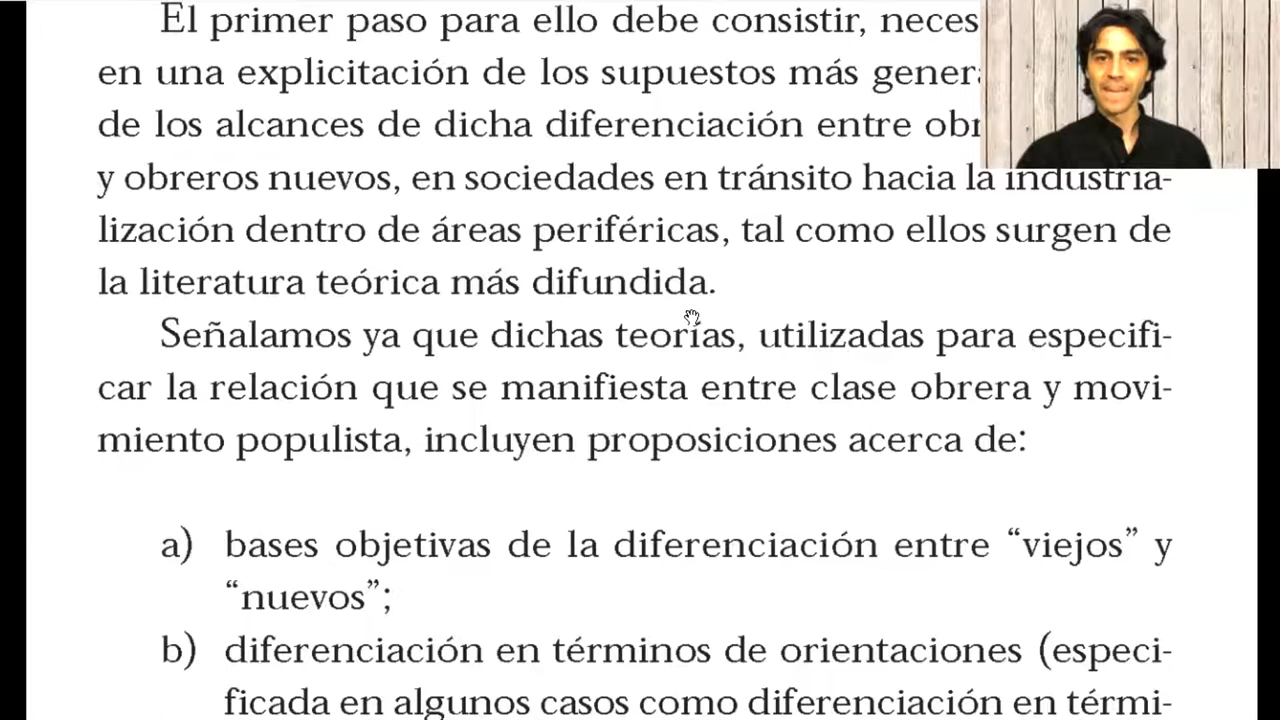 El primer paso para ello debe consistir,
en una explicitación de los supuestos más
de los alcances de dicha diferenciación entre
y obreros nuevos, en sociedades en tránsito hacia la industria-
lización dentro de áreas periféricas, tal como ellos surgen de
la literatura teórica más difundida.
Señalamos ya que dichas teorías, utilizadas para especifi-
car la relación que se manifiesta entre clase obrera y movi-
miento populista, incluyen proposiciones acerca de:
a) bases objetivas de la diferenciación entre “viejos” y
“nuevos”;
b) diferenciación en términos de orientaciones (especi-
ficada en algunos casos como diferenciación en térmi-